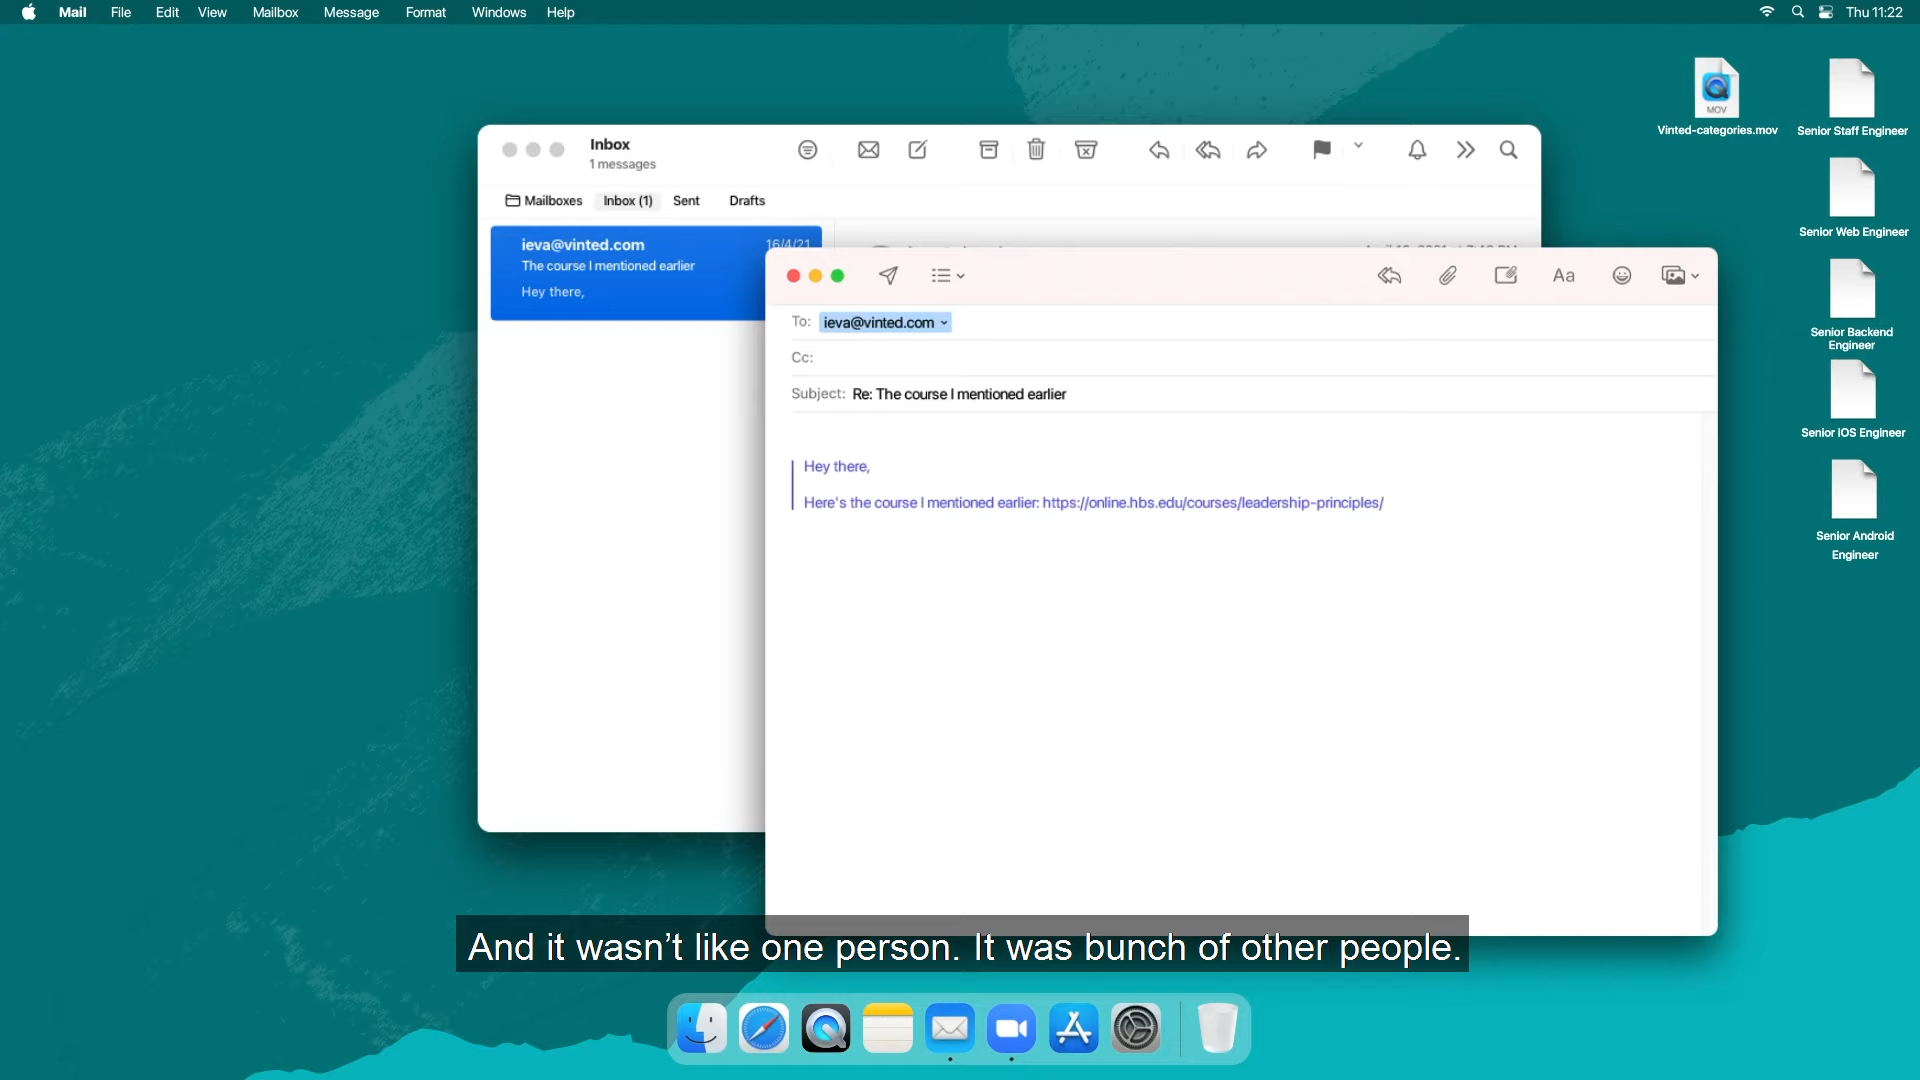 Mail File Edit View Mailbox Message Format Windows Help
Thu 11:22
MOV
Vinted-categories.mov
Senior Staff Engineer
Senior Web Engineer
Senior Backend
Engineer
Senior iOS Engineer
Senior Android
Engineer
Inbox
1 messages
Mailboxes Inbox (1) Sent Drafts
ieva@vinted.com 16/4/21
The course I mentioned earlier
Hey there,
Aa
To: ieva@vinted.com
Cc:
Subject: Re: The course I mentioned earlier
Hey there,
Here's the course I mentioned earlier: https://online.hbs.edu/courses/leadership-principles/
And it wasn't like one person. It was bunch of other people.